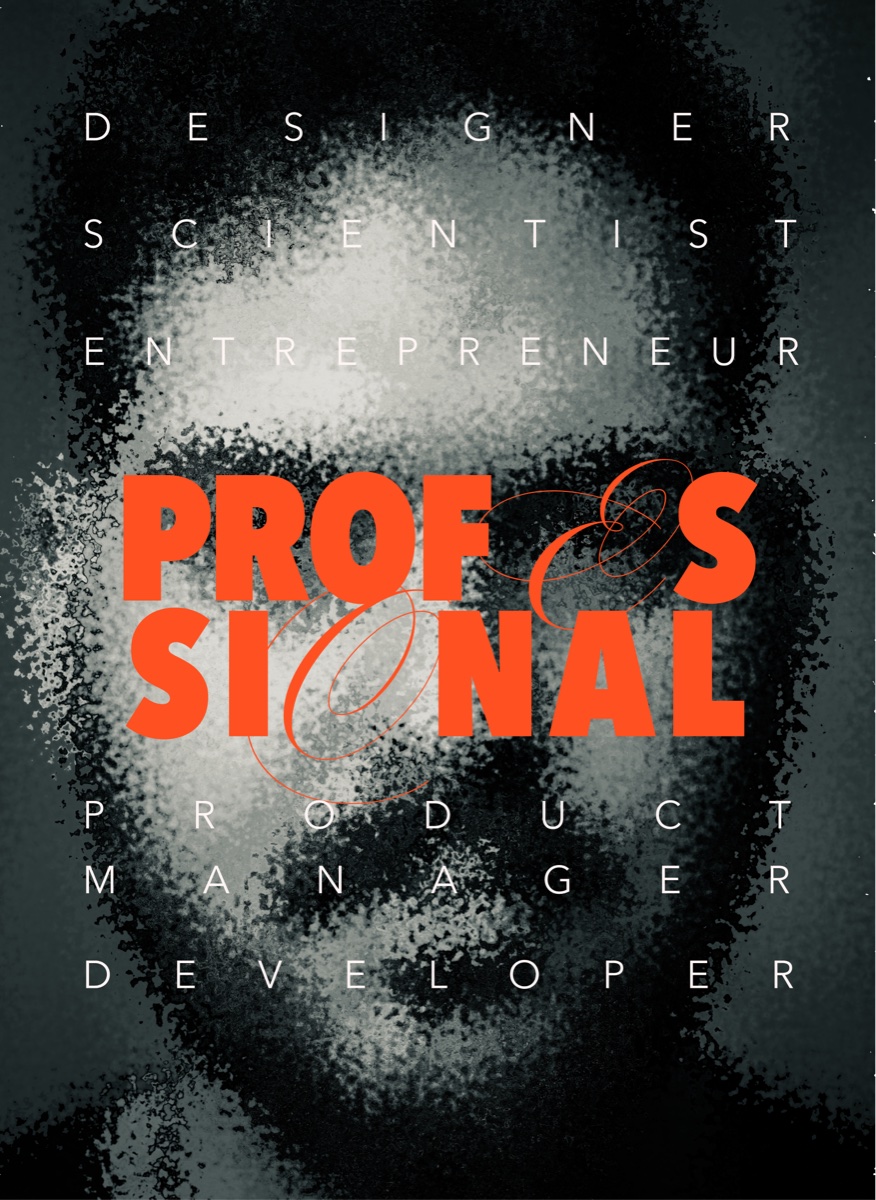 DESIGNER
SCIENTIST
ENTREPRENEUR
PROFES
SIONAL
PRODUCT
MANAGER
DEVELOPER